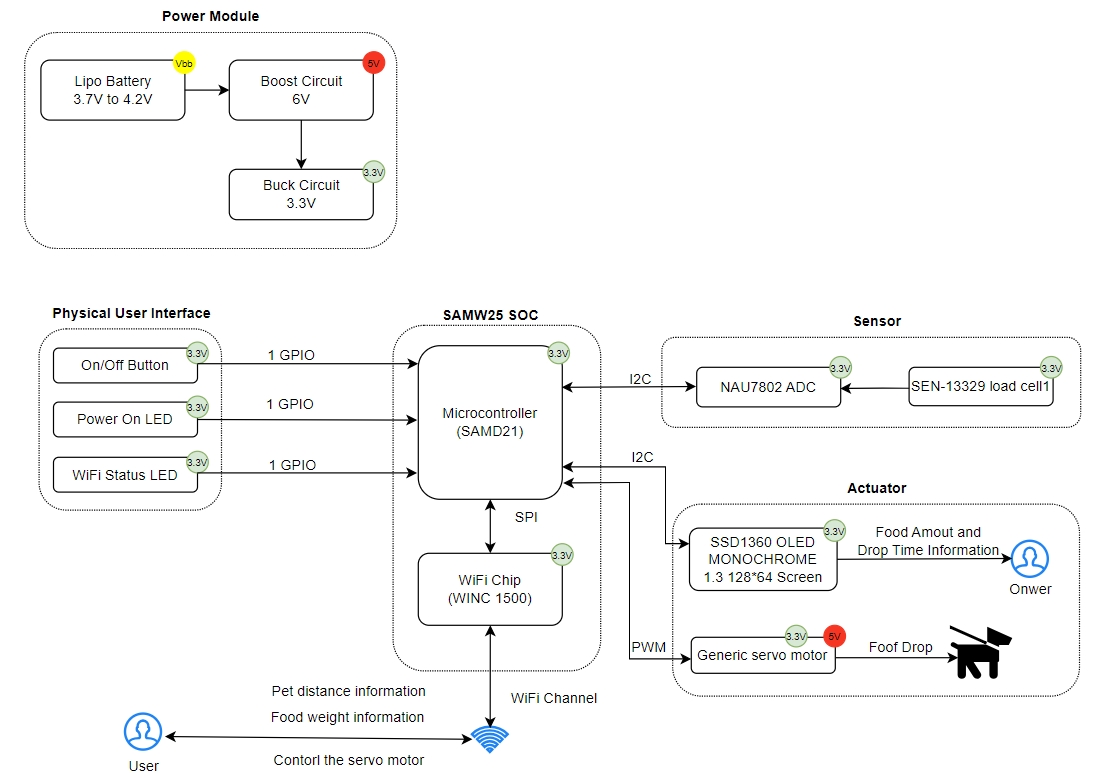 Power Module
Vbb
5V
Lipo Battery
3.7V to 4.2V
Boost Circuit
6V
3.3V
Buck Circuit
3.3V
Physical User Interface
SAMW25 SOC
Sensor
3.3V
On/Off Button
1 GPIO
3.3V
Power On LED
1 GPIO
3.3V
WiFi Status LED
1 GPIO
3.3V
Microcontroller
(SAMD21)
SPI
3.3V
WiFi Chip
(WINC 1500)
I2C
3.3V
NAU7802 ADC
3.3V
SEN-13329 load cell1
I2C
Actuator
3.3V
SSD1360 OLED
MONOCHROME
1.3 128*64 Screen
Food Amout and
Drop Time Information
Onwer
PWM
3.3V
5V
Generic servo motor
Foof Drop
WiFi Channel
Pet distance information
Food weight information
Contorl the servo motor
User